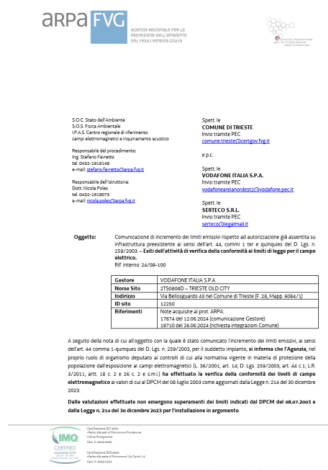 arpa FVG
AGENZIA REGIONALE PER LA
PROTEZIONE DELL'AMBIENTE
DEL FRIULI VENEZIA GIULIA
S.O.C. Stato dell'Ambiente
S.O.S. Fisica Ambientale
I.P.A.S. Centro regionale di riferimento
campi elettromagnetici e inquinamento acustico
Responsabile del procedimento:
Ing. Stefano Favretto
tel. 0432-1918149
e-mail: stefano.favretto@arpa.fvg.it
Responsabile dell'istruttoria:
Dott. Nicola Poles
e-mail: nicola.poles@arpa.fvg.it
Spett. le
COMUNE DI TRIESTE
Invio tramite PEC
comune.trieste@certgov.fvg.it
e p.c.
Spett. le
VODAFONE ITALIA S.P.A.
Invio tramite PEC
vodafoneareanordest2@vodafone.pec.it
Spett. le
SERTECO S.R.L.
Invio tramite PEC
serteco@legalmail.it
Oggetto: Comunicazione di incremento dei limiti emissivi rispetto ad autorizzazione già assentita su
infrastruttura preesistente ai sensi dell'art. 44, commi 1 ter e quinquies del D. Lgs. n.
259/2003. – Esiti dell'attività di verifica della conformità ai limiti di legge per il campo
elettrico.
Rif. interno: 24/09-100
Gestore VODAFONE ITALIA S.P.A.
Nome Sito – TRIESTE OLD CITY
Indirizzo Via Bellosguardo 43 nel Comune di Trieste (F. 26, Mapp. 6084/1)
ID sito 12250
Riferimenti Note acquisite al prot. ARPA:
17874 del 12.06.2024 (comunicazione Gestore)
19710 del 26.06.2024 (richiesta integrazioni Comune)
A seguito della nota di cui all'oggetto con la quale è stato comunicato l'incremento dei limiti emissivi, ai sensi
dell'art. 44 comma 1-quinquies del D. Lgs. n. 259/2003, per il suddetto impianto, si informa che l'Agenzia, nel
proprio ruolo di organismo deputato ai controlli di cui alla normativa vigente in materia di protezione della
popolazione dall'esposizione ai campi elettromagnetici (L. 36/2001, art. 14; D. Lgs. 259/2003, art. 44 c.1; L.R.
3/2011, artt. 18 c 2 e 26 c. 2 e s.m.i.) ha effettuato la verifica della conformità dei limiti di campo
elettromagnetico ai valori di cui al DPCM del 08 luglio 2003 come aggiornati dalla Legge n. 214 del 30 dicembre
2023:
Dalla valutazioni effettuate non emergono superamenti dei limiti indicati dal DPCM del 08.07.2003 e
dalla Legge n. 214 del 30 dicembre 2023 per l'installazione in argomento.
IMQ